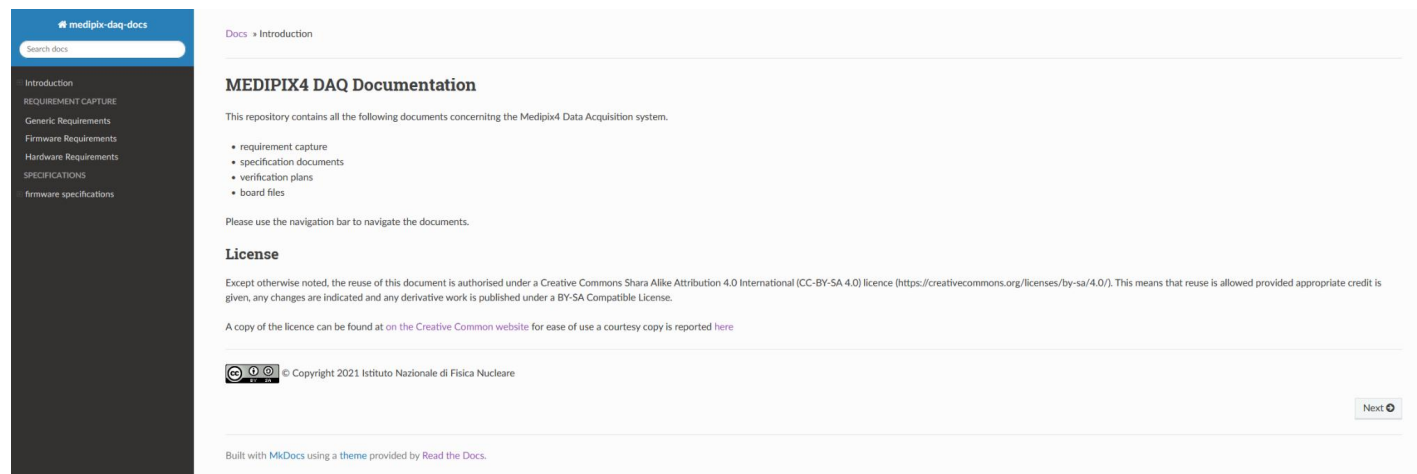 medipix-daq-docs
Search docs
Introduction
REQUIREMENT CAPTURE
Generic Requirements
Firmware Requirements
Hardware Requirements
SPECIFICATIONS
firmware specifications
Docs » Introduction
MEDIPIX4 DAQ Documentation
This repository contains all the following documents concernitng the Medipix4 Data Acquisition system.
• requirement capture
• specification documents
• verification plans
• board files
Please use the navigation bar to navigate the documents.
License
Except otherwise noted, the reuse of this document is authorised under a Creative Commons Shara Alike Attribution 4.0 International (CC-BY-SA 4.0) licence (https://creativecommons.org/licenses/by-sa/4.0/). This means that reuse is allowed provided appropriate credit is
given, any changes are indicated and any derivative work is published under a BY-SA Compatible License.
A copy of the licence can be found at on the Creative Common website for ease of use a courtesy copy is reported here
cc BY SA © Copyright 2021 Istituto Nazionale di Fisica Nucleare
Next
Built with MkDocs using a theme provided by Read the Docs.